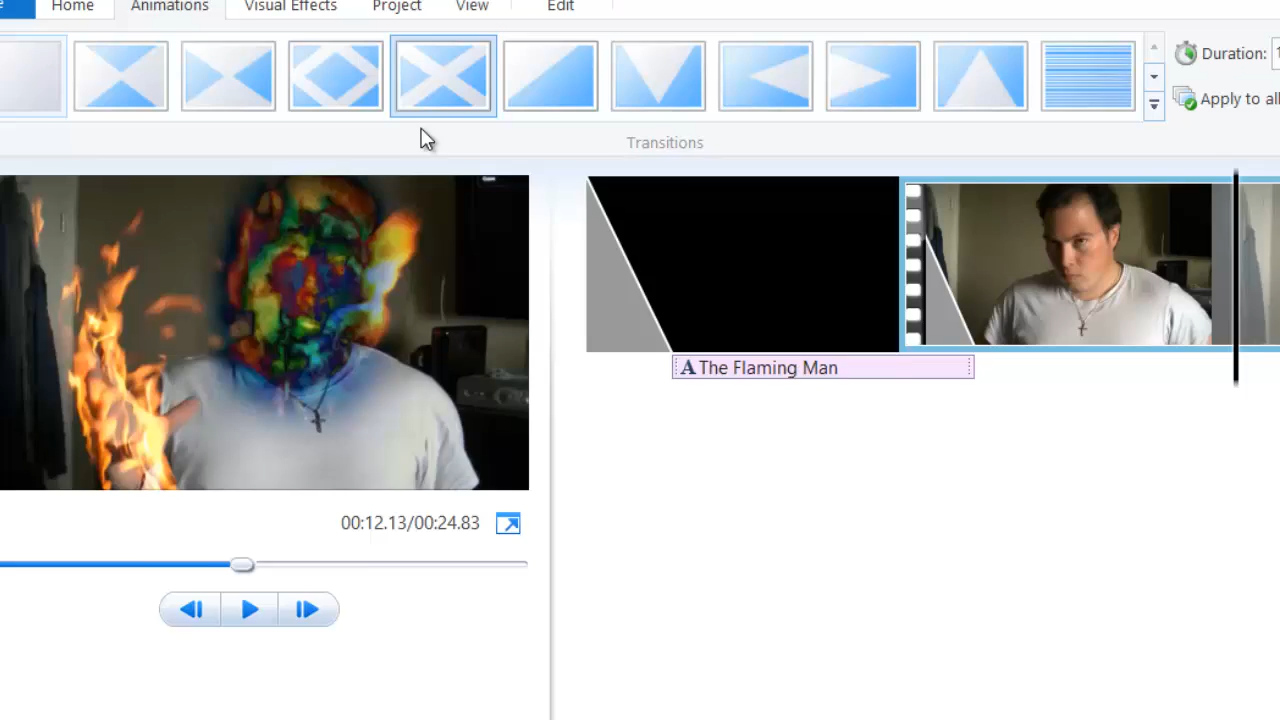 Home Animations Visual Effects Project View Edit
Duration:
Apply to all
Transitions
A The Flaming Man
00:12.13/00:24.83